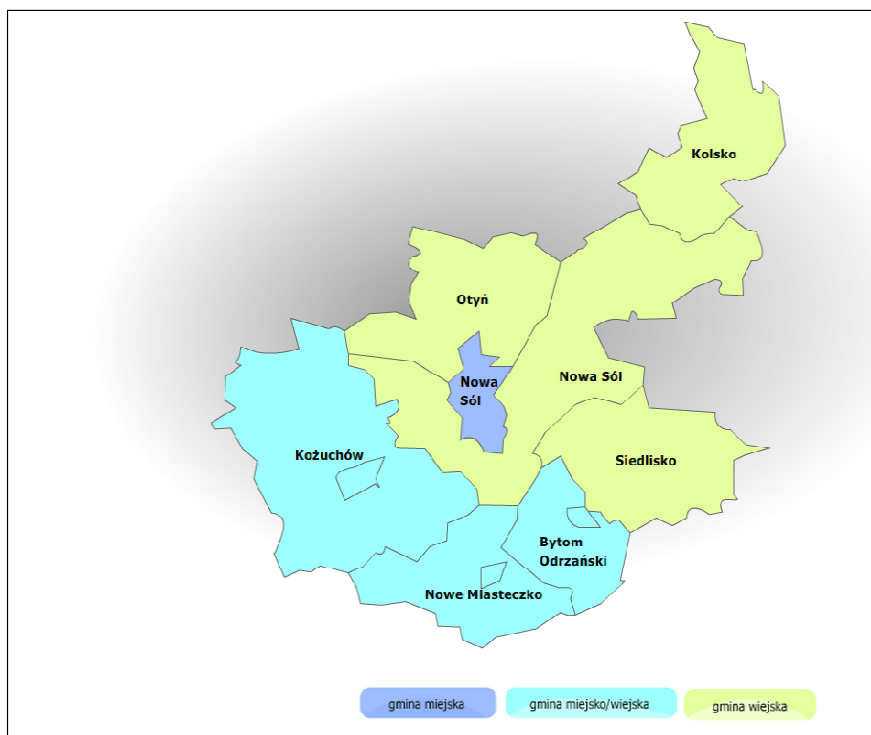 Kolsko
Otyń
Nowa Sól
Nowa
Sól
Siedlisko
Kożuchów
Bytom
Odrzański
Nowe Miasteczko
gmina miejska
gmina miejsko/wiejska
gmina wiejska